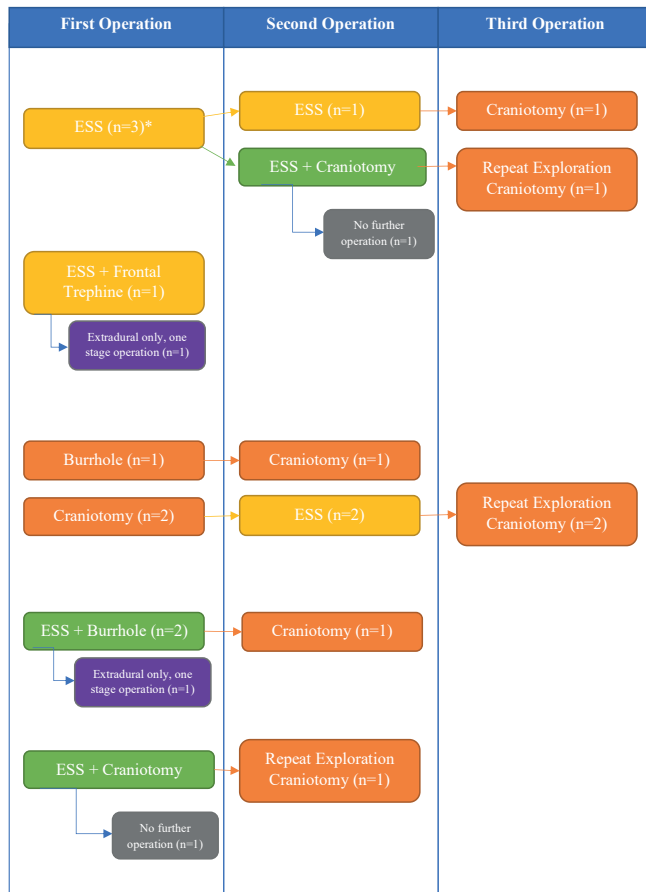 First Operation
Second Operation
Third Operation
ESS (n=3)*
ESS (n=1)
Craniotomy (n=1)
ESS + Craniotomy
Repeat Exploration
Craniotomy (n=1)
No further
operation (n=1)
ESS + Frontal
Trephine (n=1)
Extradural only, one
stage operation (n=1)
Burrhole (n=1)
Craniotomy (n=1)
Craniotomy (n=2)
ESS (n=2)
Repeat Exploration
Craniotomy (n=2)
ESS + Burrhole (n=2)
Craniotomy (n=1)
Extradural only, one
stage operation (n=1)
ESS + Craniotomy
Repeat Exploration
Craniotomy (n=1)
No further
operation (n=1)